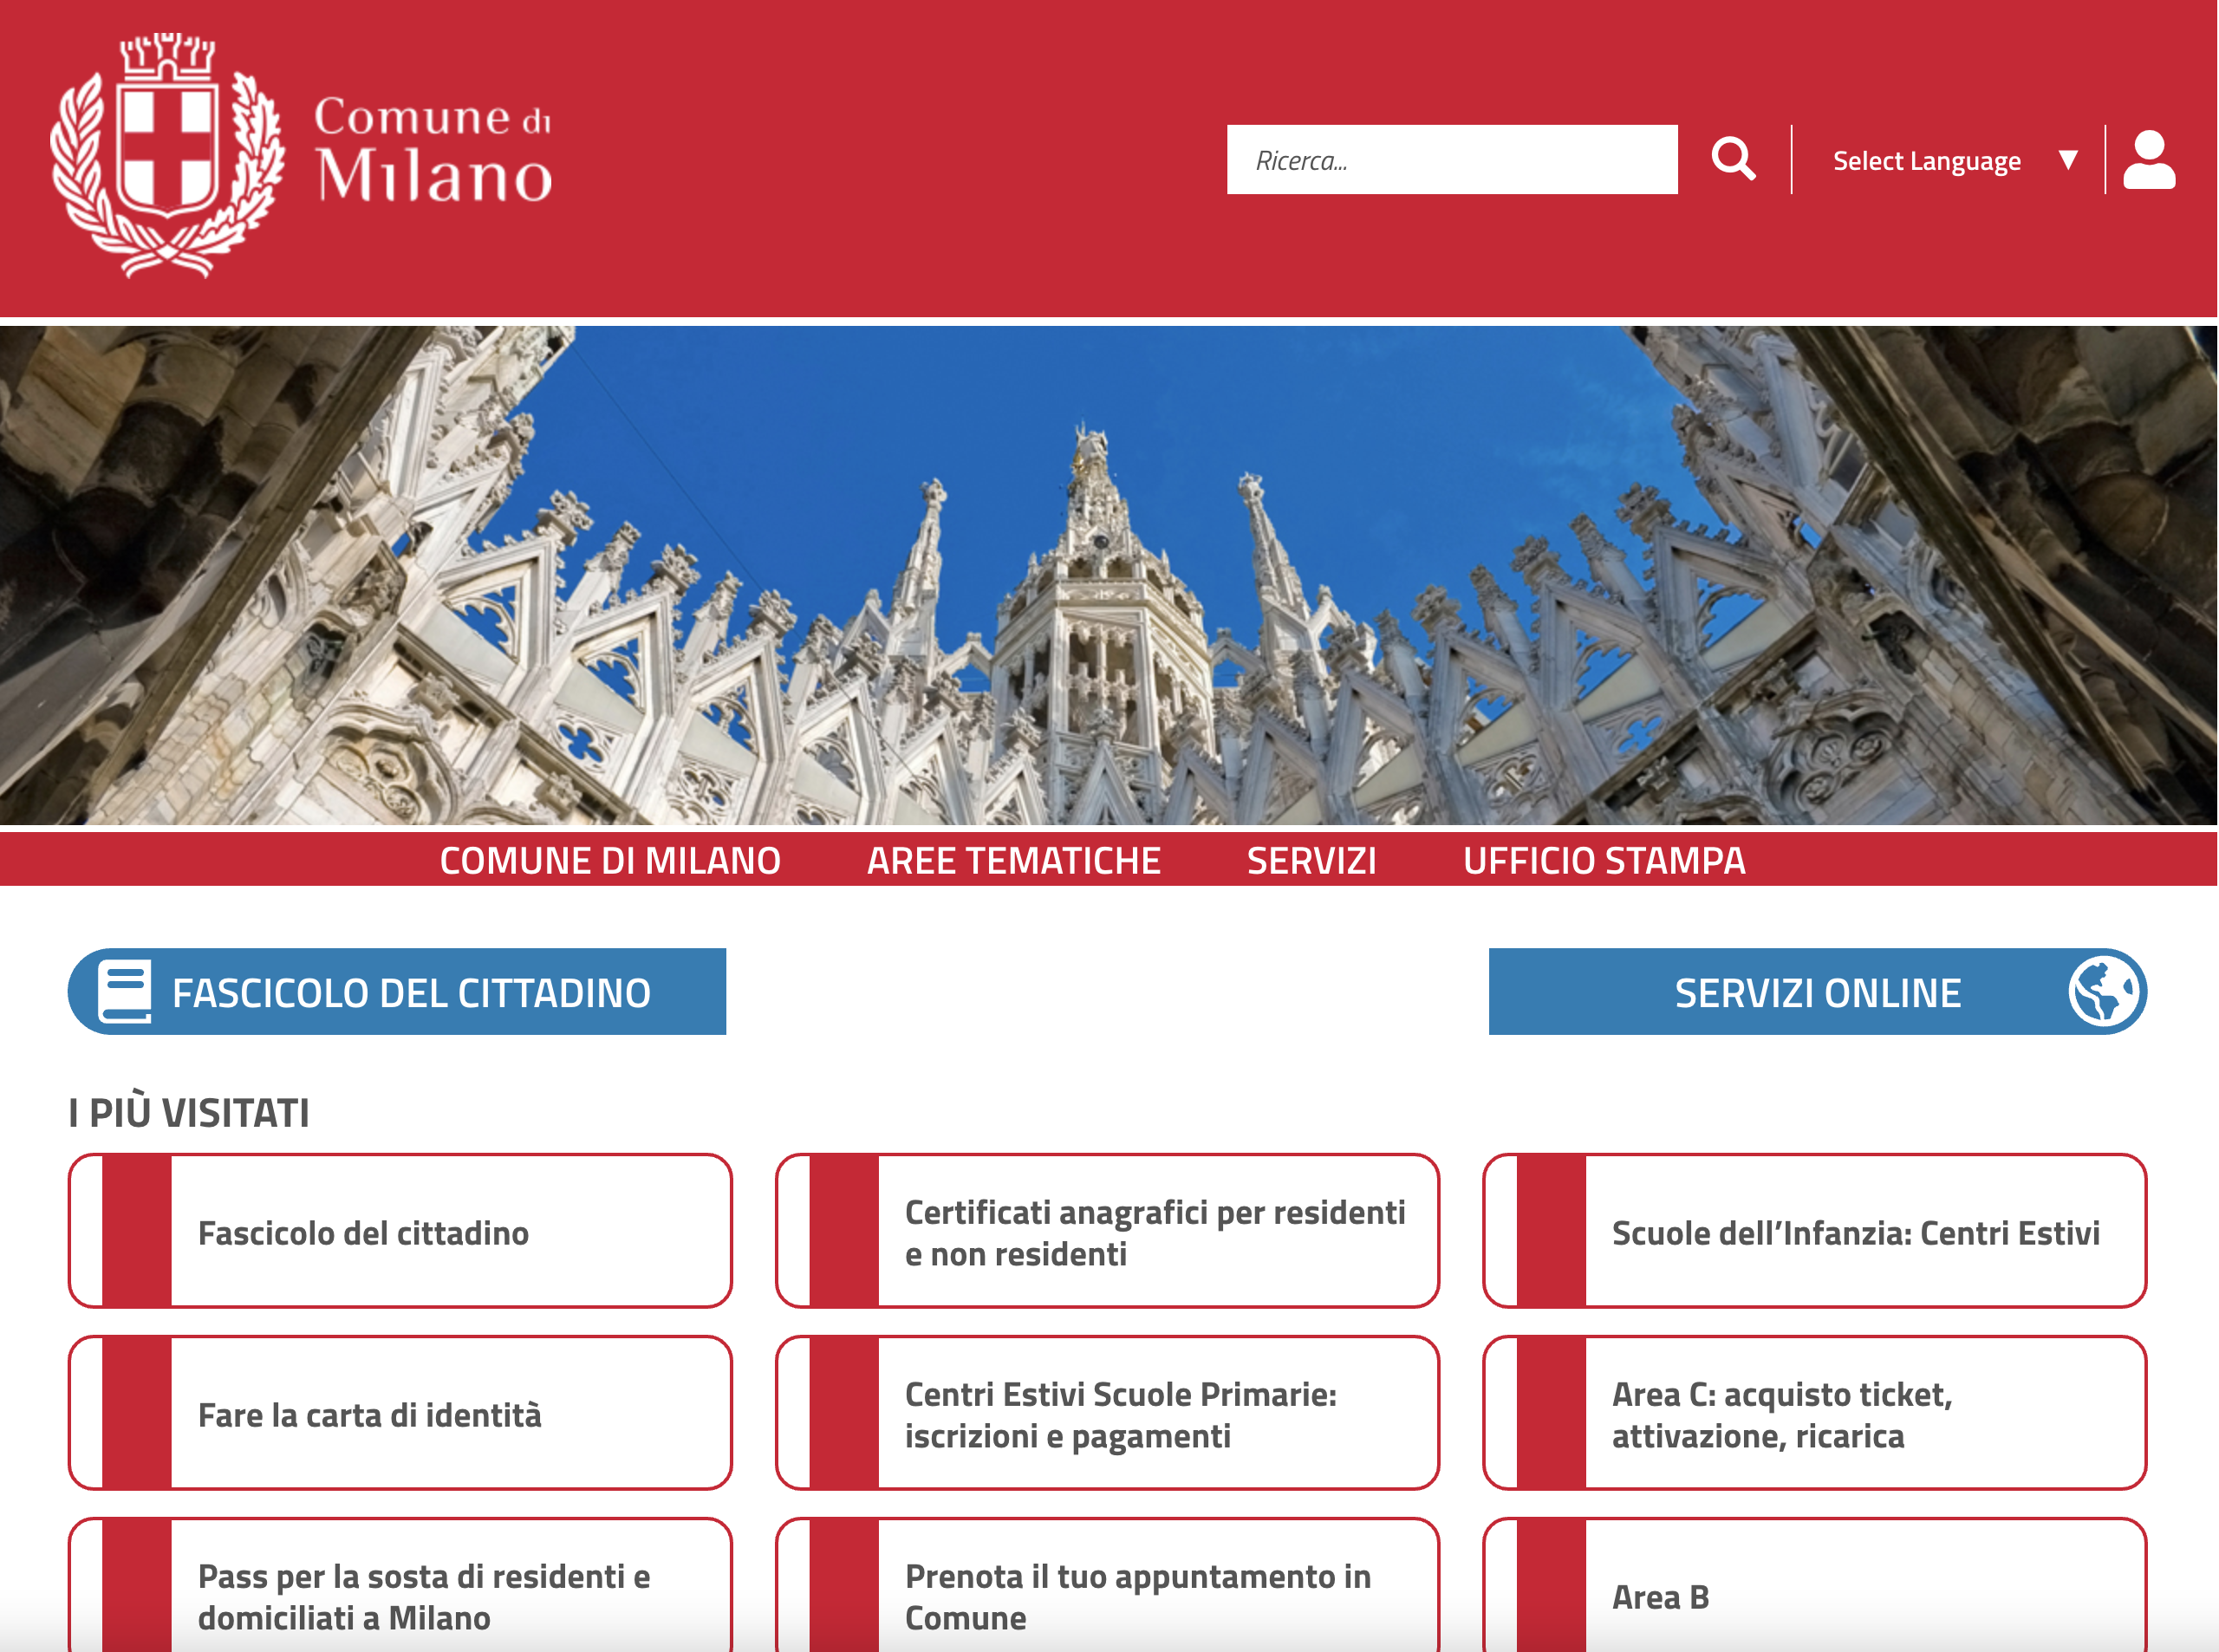 Comune di
Milano
Ricerca...
Select Language ▼
COMUNE DI MILANO
AREE TEMATICHE
SERVIZI
UFFICIO STAMPA
FASCICOLO DEL CITTADINO
SERVIZI ONLINE
I PIÙ VISITATI
Fascicolo del cittadino
Certificati anagrafici per residenti
e non residenti
Scuole dell’Infanzia: Centri Estivi
Fare la carta di identità
Centri Estivi Scuole Primarie:
iscrizioni e pagamenti
Area C: acquisto ticket,
attivazione, ricarica
Pass per la sosta di residenti e
domiciliati a Milano
Prenota il tuo appuntamento in
Comune
Area B